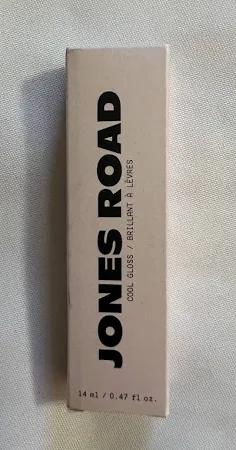 JONES ROAD
COOL GLOSS / BRILLANT À LÈVRES
14 ml / 0.47 fl oz.